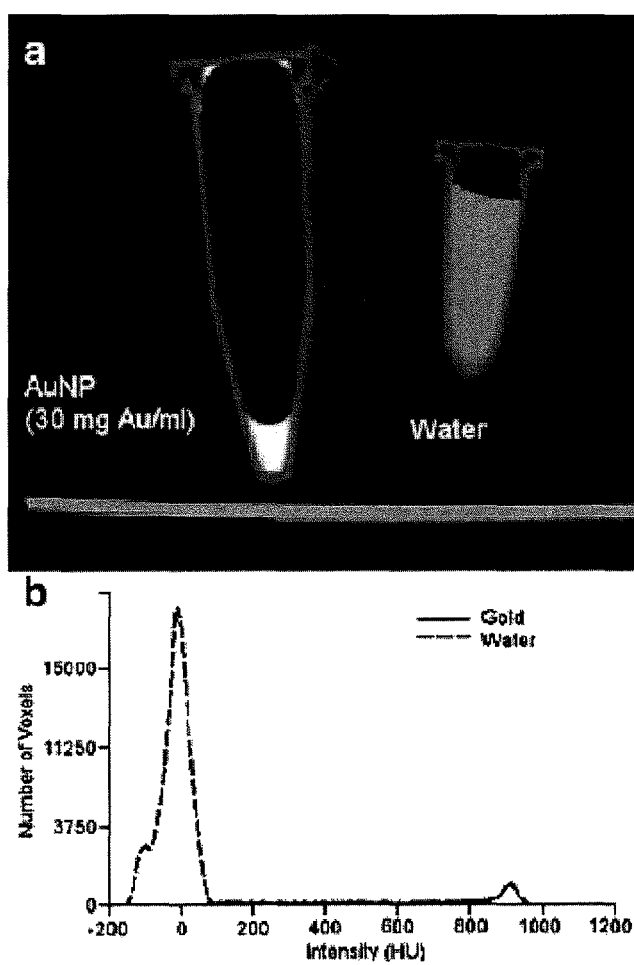 a
AuNP
(30 mg Au/ml)
Water
b
Gold
Water
15000
11250
3750
0
-200 0 200 400 600 800 1000 1200
Number of Voxels
Intensity (HU)